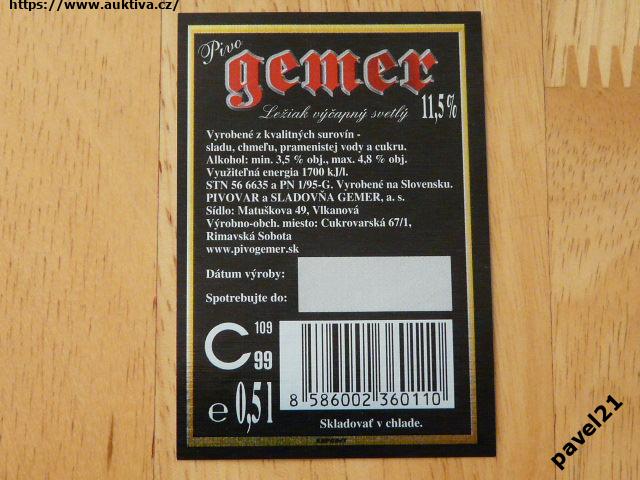 https://www.auktiva.cz/
Pivo
gemer
Ležiak výčapný svetlý 11,5%
Vyrobené z kvalitných surovín -
sladu, chmeľu, pramenistej vody a cukru.
Alkohol: min. 3,5 % obj., max. 4,8 % obj.
Využiteľná energia 1700 kJ/l.
STN 56 6635 a PN 1/95-G. Vyrobené na Slovensku.
PIVOVAR a SLADOVŇA GEMER, a. s.
Sídlo: Matuškova 49, Vlkanová
Výrobno-obch. miesto: Cukrovarská 67/1,
Rimavská Sobota
www.pivogemer.sk
Dátum výroby:
Spotrebujte do:
C 109
99
e 0,5 l
8 586002 360110
Skladovať v chlade.
pavel21